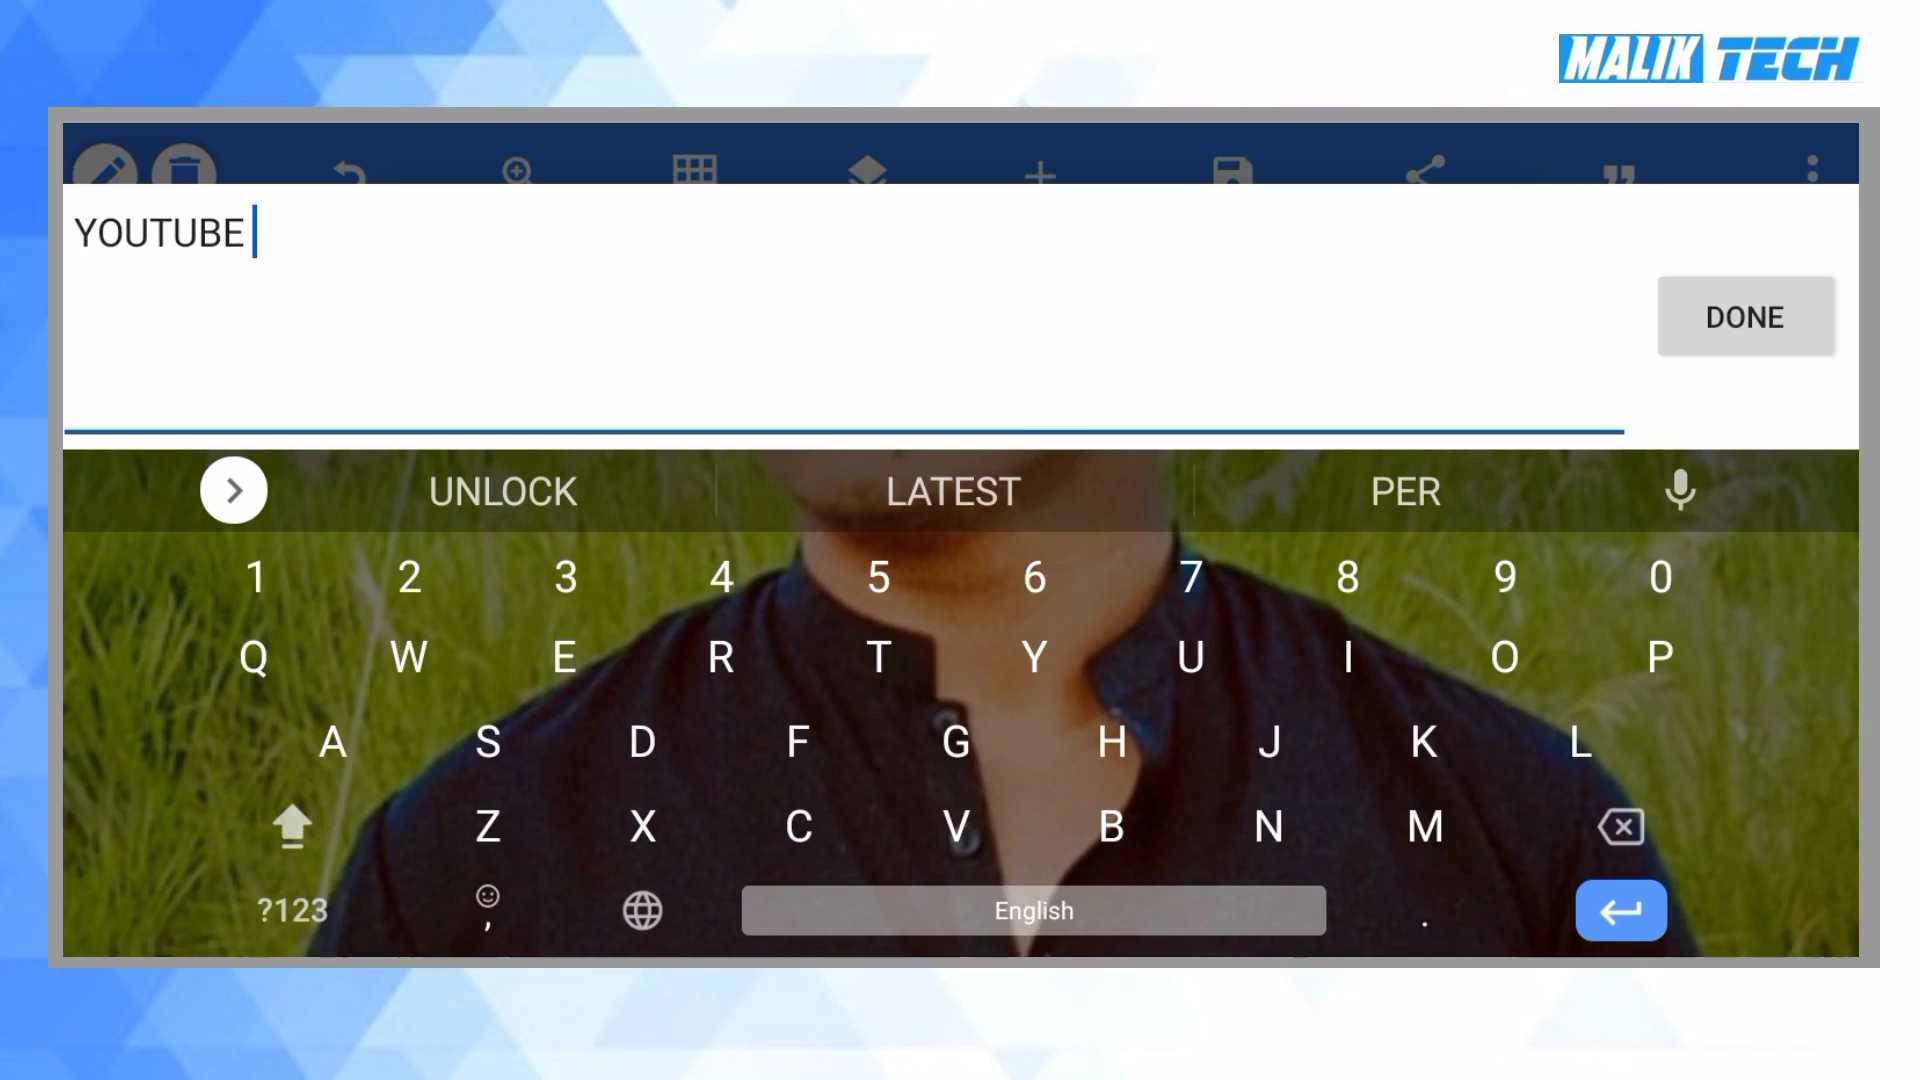 MALIK TECH
YOUTUBE
DONE
UNLOCK LATEST PER
1 2 3 4 5 6 7 8 9 0
Q W E R T Y U I O P
A S D F G H J K L
Z X C V B N M
?123 , English .